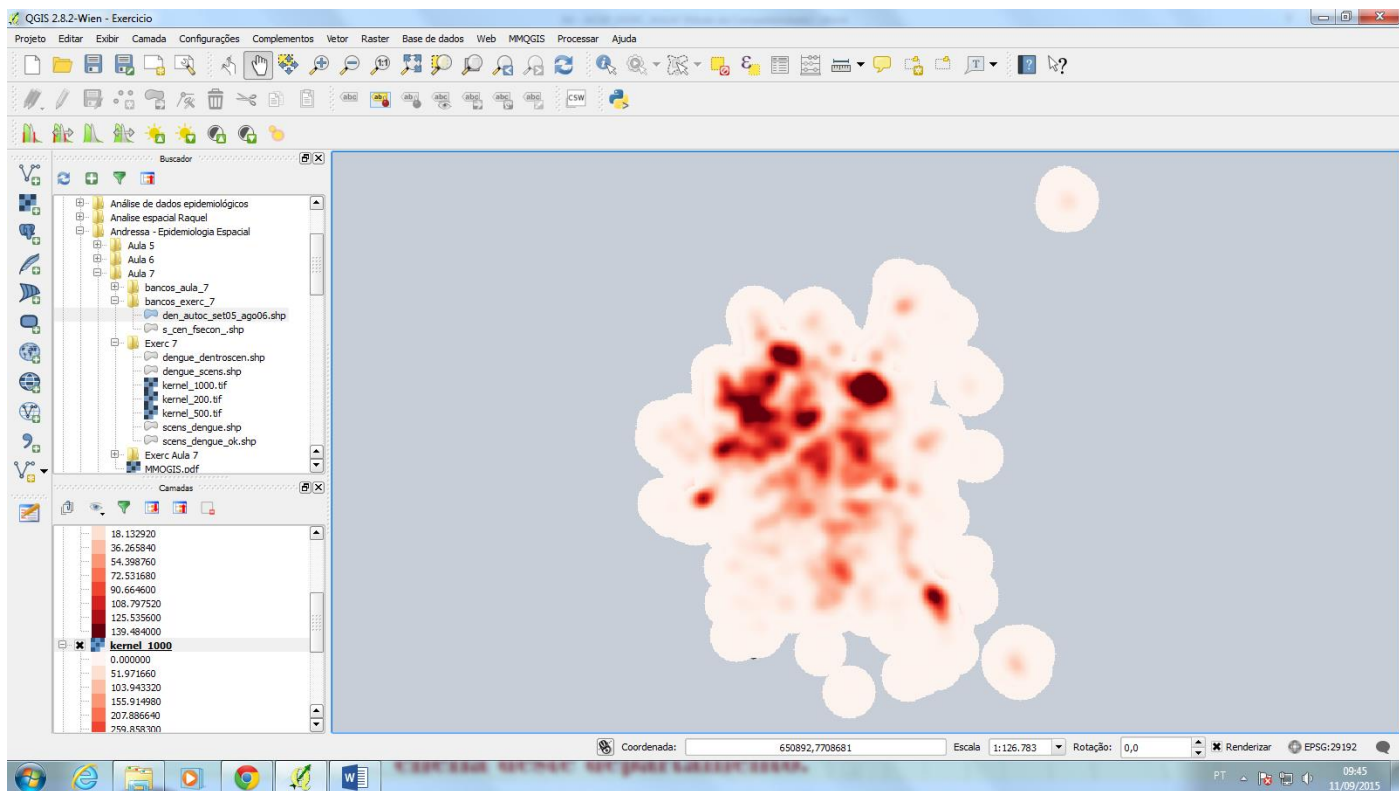 QGIS 2.8.2-Wien - Exercicio
Projeto Editar Exibir Camada Configurações Complementos Vetor Raster Base de dados Web MMQGIS Processar Ajuda
CSW
Buscador
Análise de dados epidemiológicos
Analise espacial Raquel
Andressa - Epidemiologia Espacial
Aula 5
Aula 6
Aula 7
bancos_aula_7
bancos_exerc_7
den_autoc_set05_ago06.shp
s_cen_fsecon_.shp
Exerc 7
dengue_dentroscen.shp
dengue_scens.shp
kernel_1000.tif
kernel_200.tif
kernel_500.tif
scens_dengue.shp
scens_dengue_ok.shp
Exerc Aula 7
MMOGIS.pdf
Camadas
18.132920
36.265840
54.398760
72.531680
90.664600
108.797520
125.535600
139.484000
kernel_1000
0.000000
51.971660
103.943320
155.914980
207.886640
259.858300
Coordenada: 650892,7708681 Escala 1:126.783 Rotação: 0,0 Renderizar EPSG:29192
deste departamento.
PT
09:45
11/09/2015